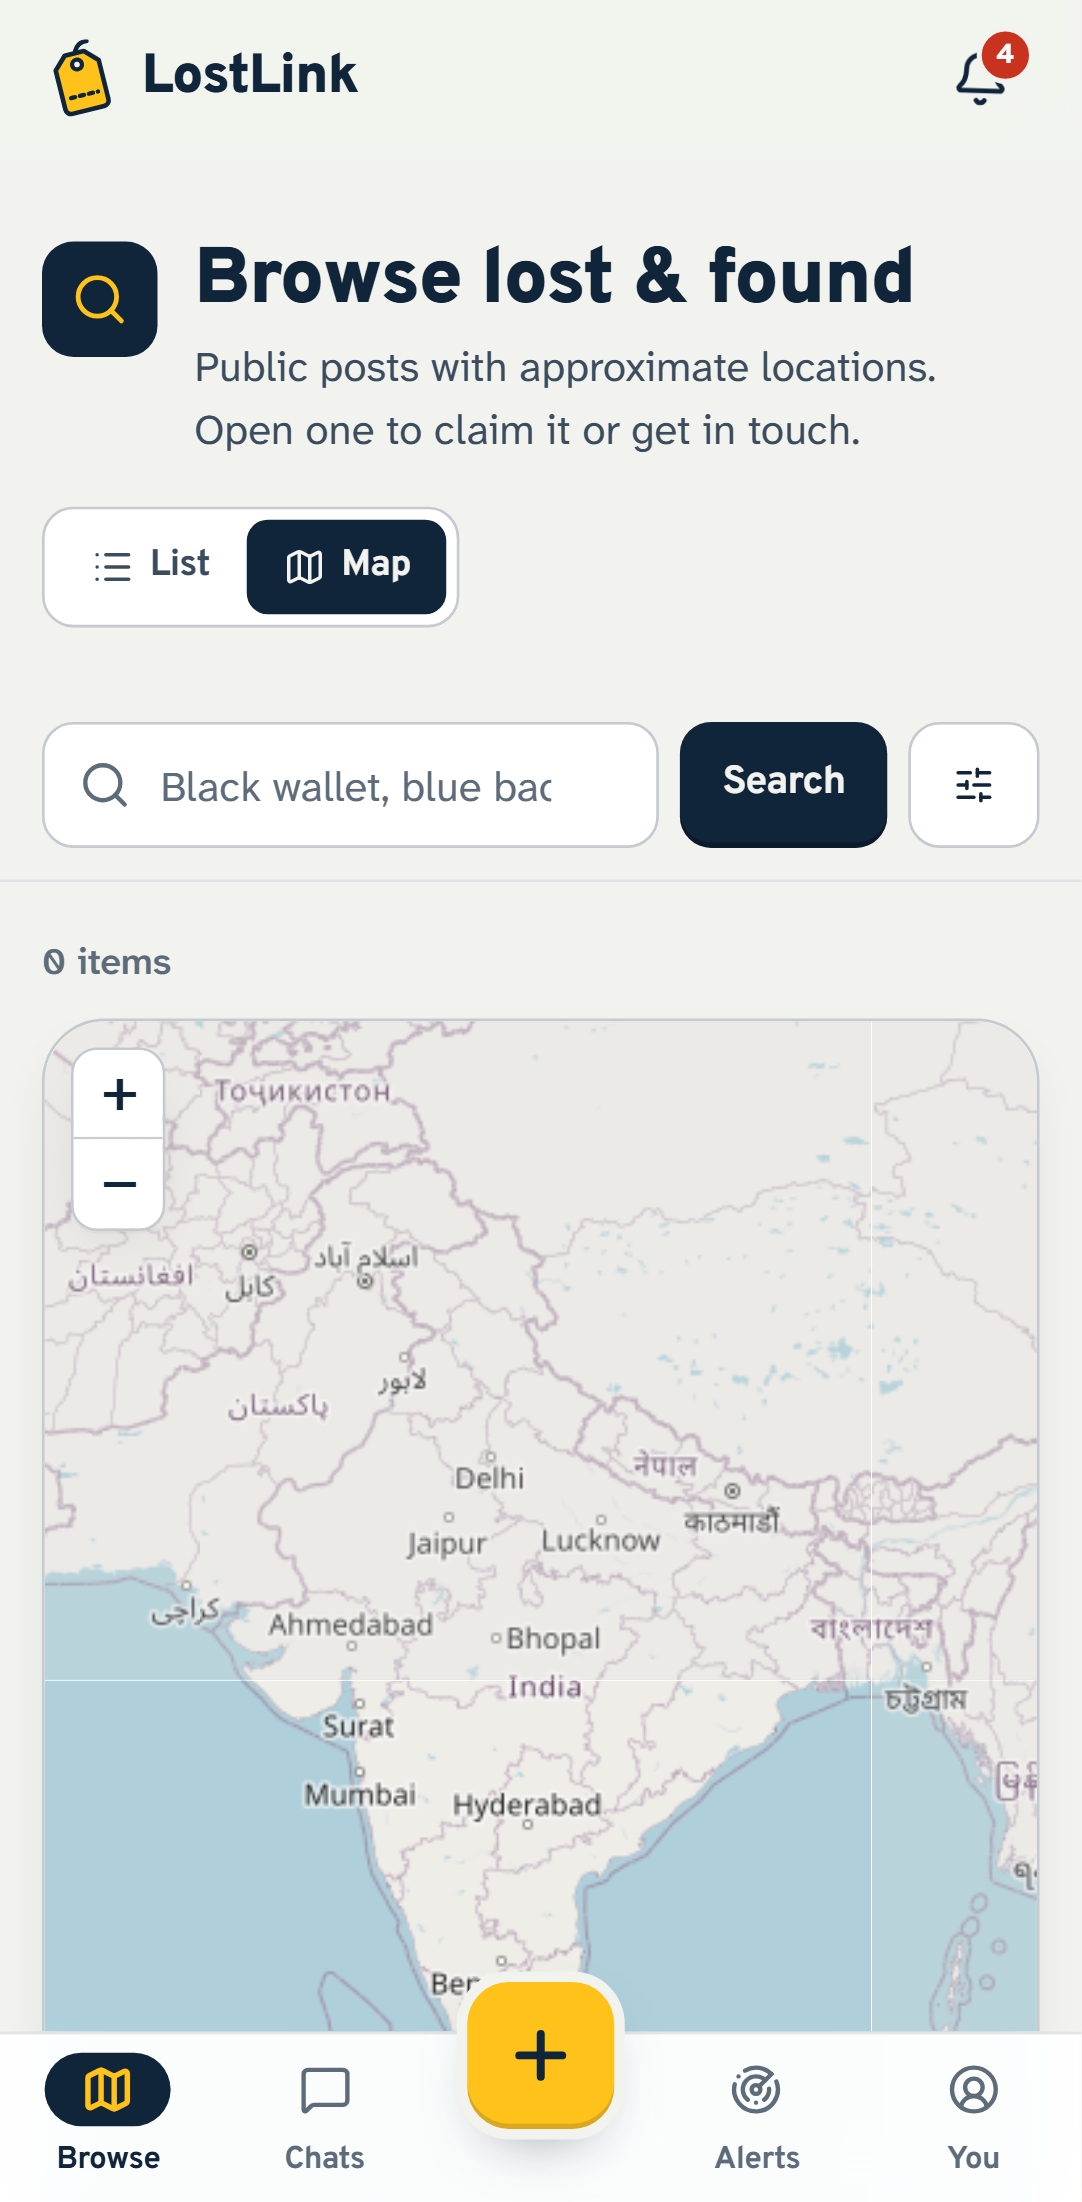 LostLink
4
Browse lost & found
Public posts with approximate locations.
Open one to claim it or get in touch.
List
Map
Black wallet, blue bac
Search
0 items
+
−
Тоҷикистон
افغانستان
کابل
اسلام آباد
لاہور
پاکستان
Delhi
नेपाल
काठमाडौं
Jaipur
Lucknow
کراچی
Ahmedabad
Bhopal
বাংলাদেশ
India
চট্টগ্রাম
Surat
Mumbai
Hyderabad
Browse
Chats
+
Alerts
You